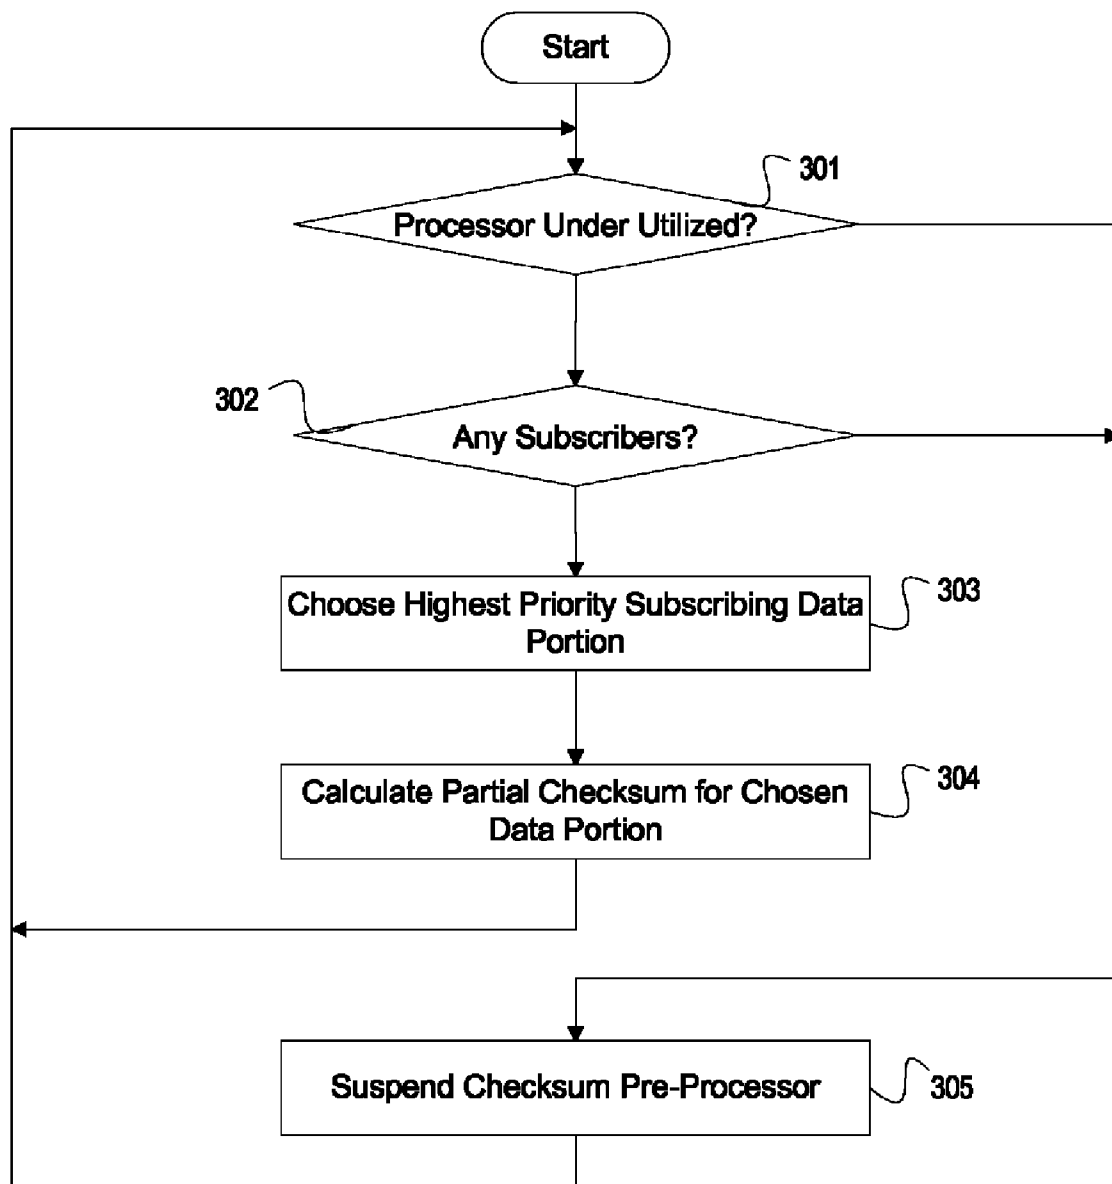 Start
301
Processor Under Utilized?
302
Any Subscribers?
303
Choose Highest Priority Subscribing Data
Portion
304
Calculate Partial Checksum for Chosen
Data Portion
Suspend Checksum Pre-Processor
305